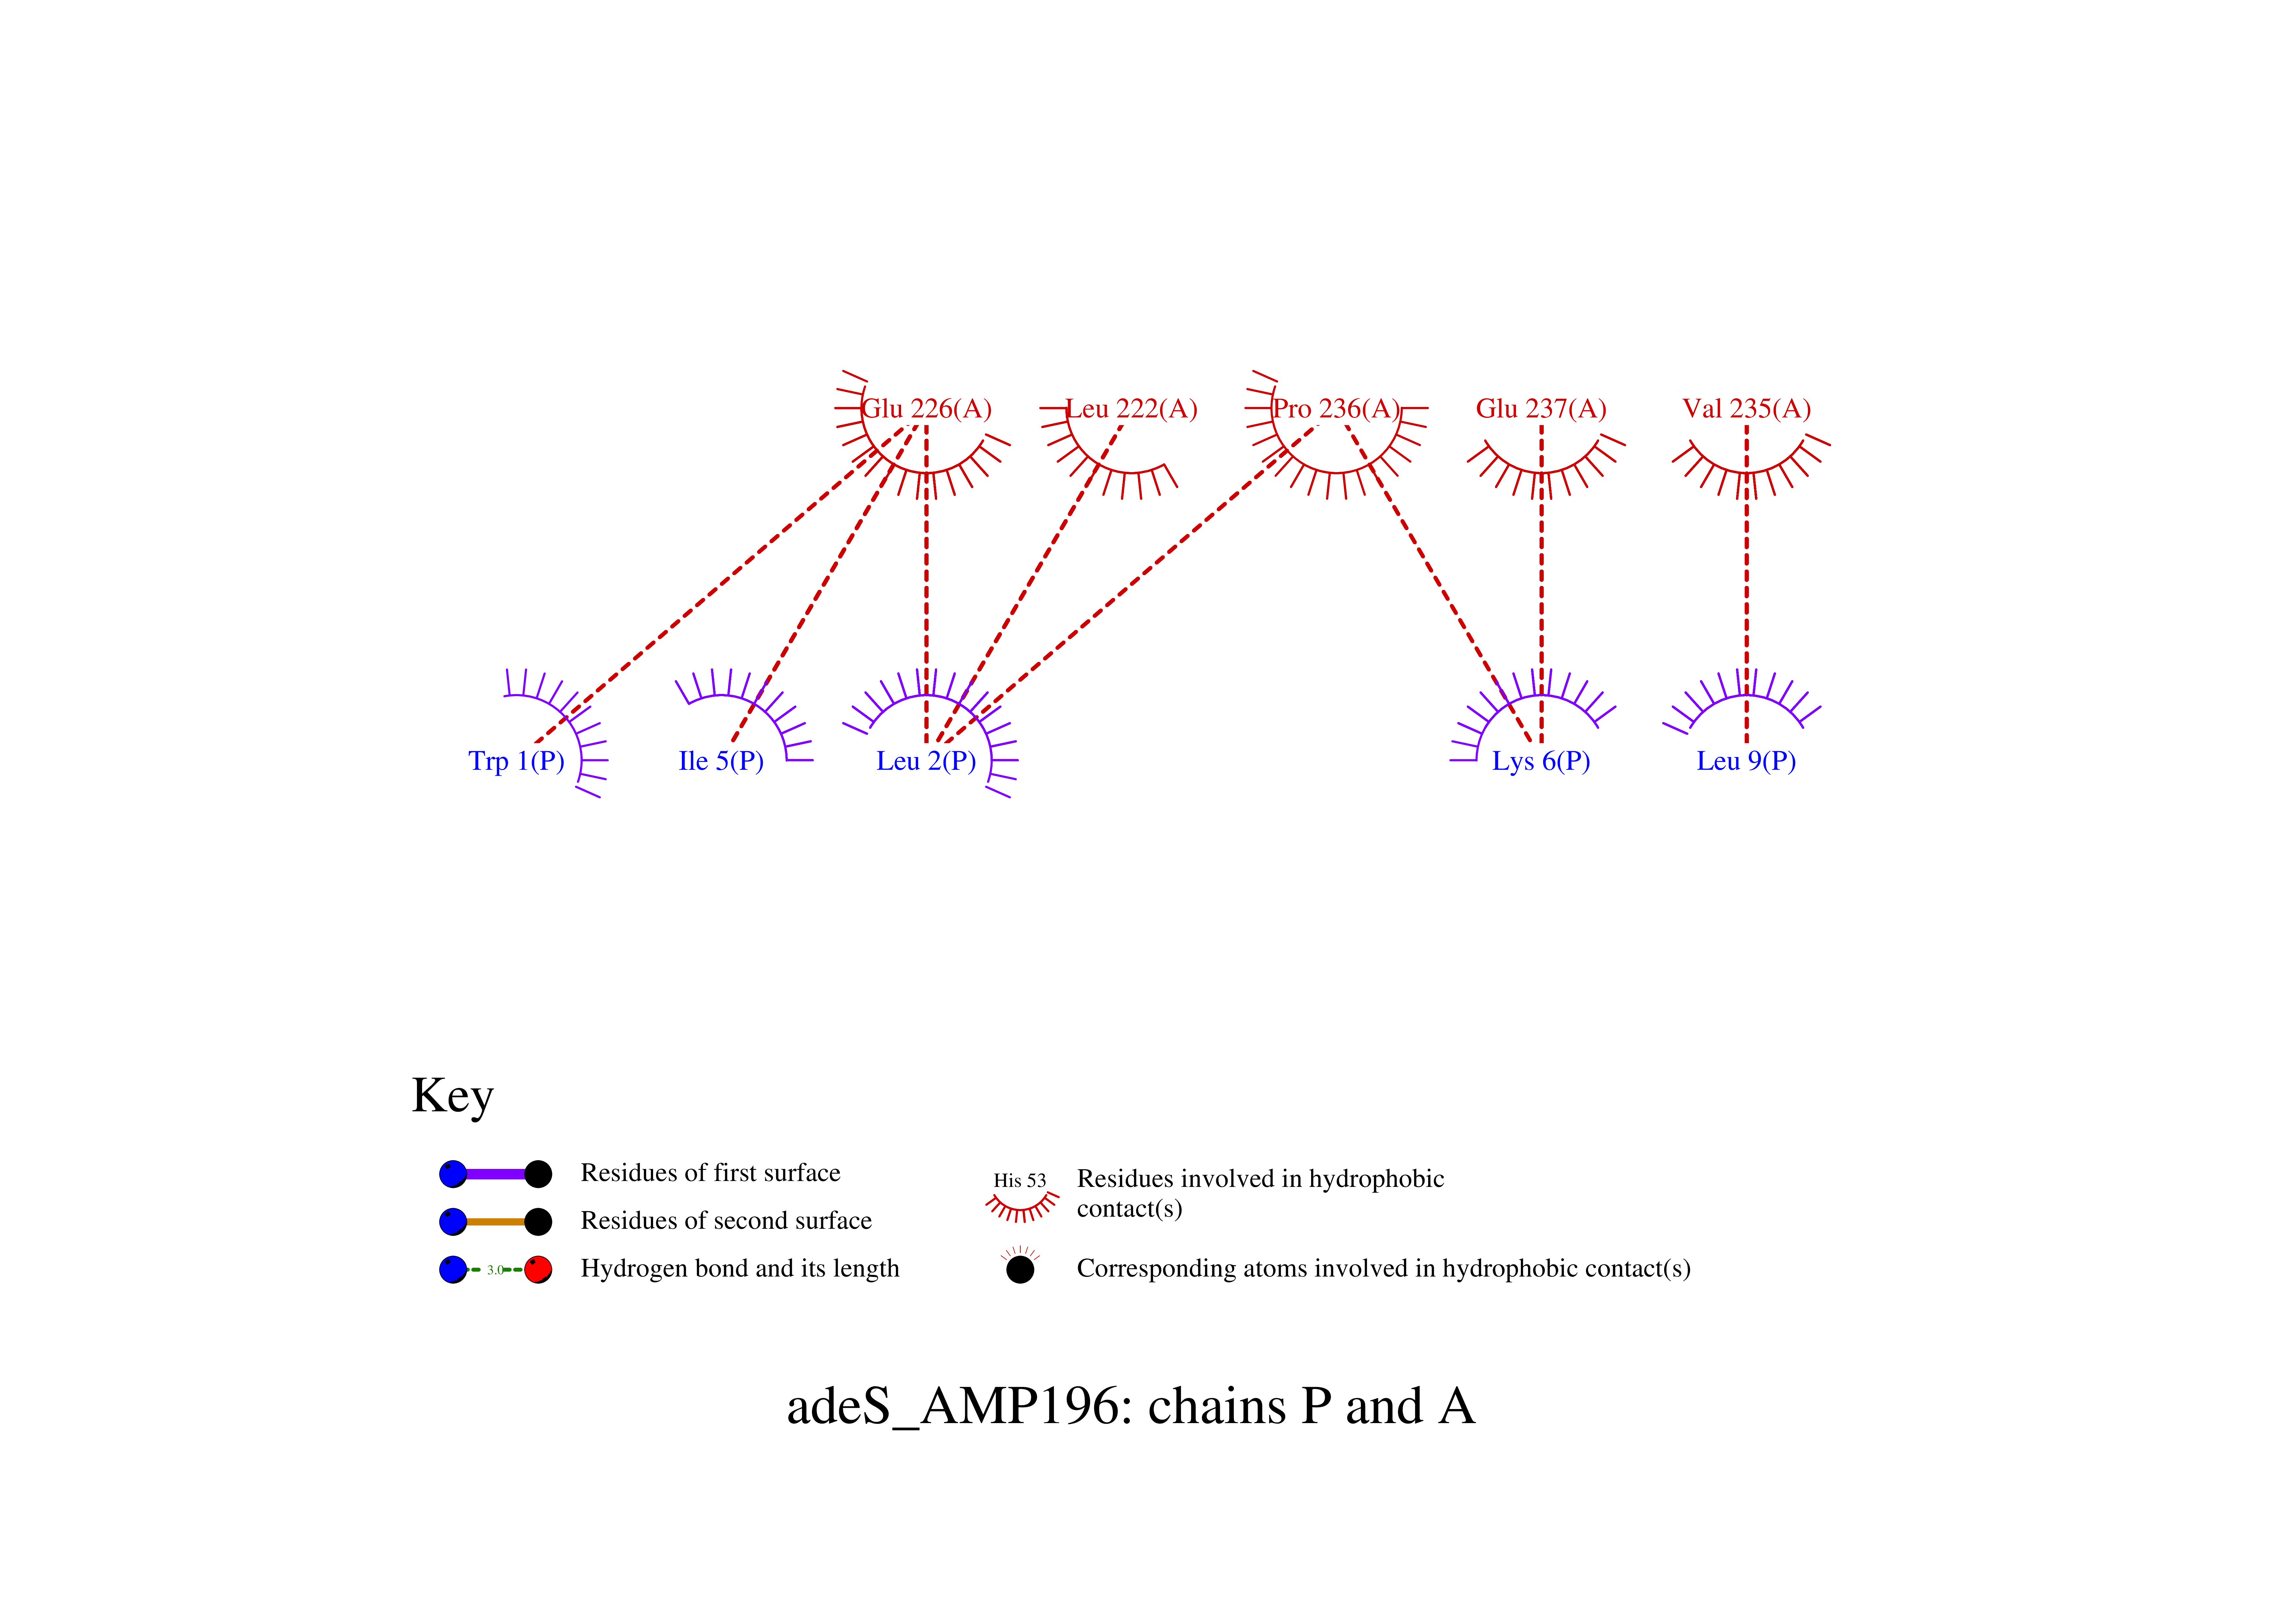 Glu 226(A) Leu 222(A) Pro 236(A) Glu 237(A) Val 235(A)
Trp 1(P) Ile 5(P) Leu 2(P) Lys 6(P) Leu 9(P)
Key
Residues of first surface
Residues of second surface
3.0 Hydrogen bond and its length
His 53 Residues involved in hydrophobic
contact(s)
Corresponding atoms involved in hydrophobic contact(s)
adeS_AMP196: chains P and A